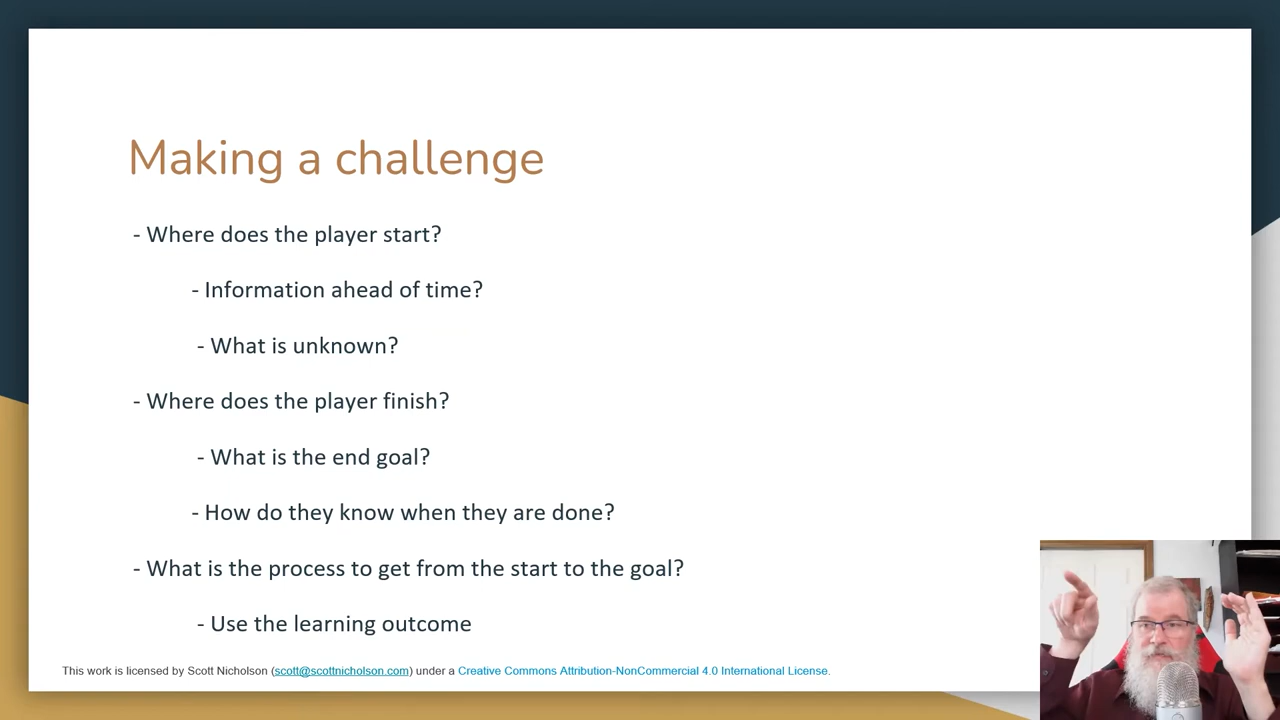 Making a challenge
- Where does the player start?
- Information ahead of time?
- What is unknown?
- Where does the player finish?
- What is the end goal?
- How do they know when they are done?
- What is the process to get from the start to the goal?
- Use the learning outcome
This work is licensed by Scott Nicholson (scott@scottnicholson.com) under a Creative Commons Attribution-NonCommercial 4.0 International License.